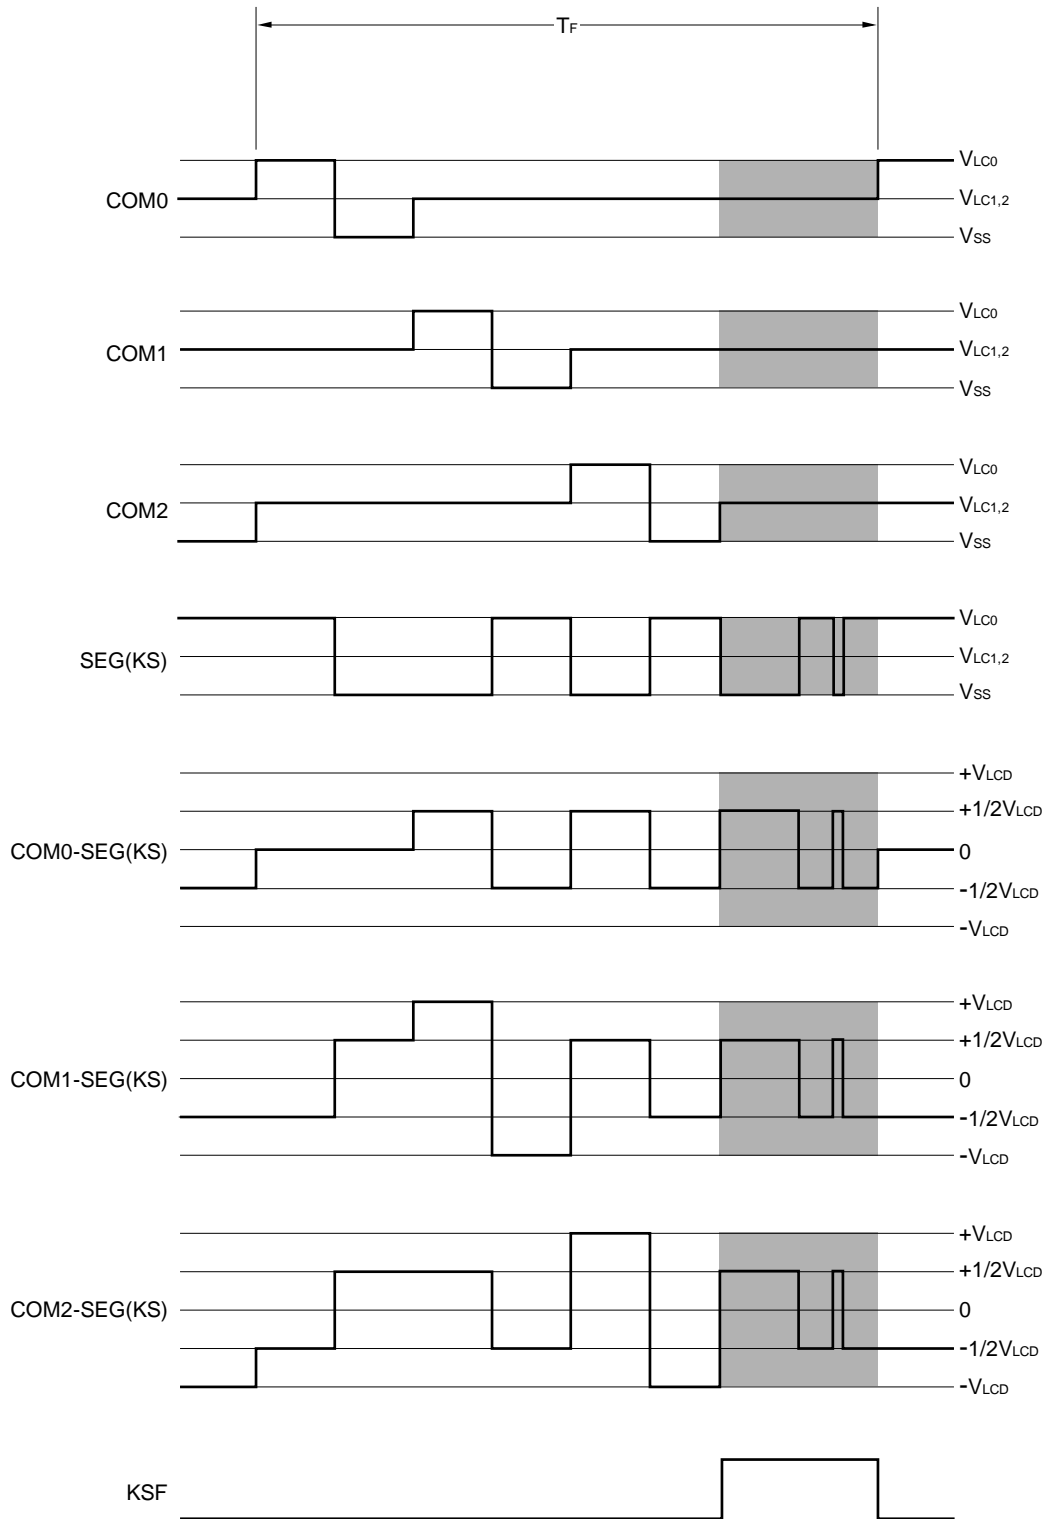 TF
COM0
VLC0
VLC1,2
VSS
COM1
VLC0
VLC1,2
VSS
COM2
VLC0
VLC1,2
VSS
SEG(KS)
VLC0
VLC1,2
VSS
COM0-SEG(KS)
+VLCD
+1/2VLCD
0
-1/2VLCD
-VLCD
COM1-SEG(KS)
+VLCD
+1/2VLCD
0
-1/2VLCD
-VLCD
COM2-SEG(KS)
+VLCD
+1/2VLCD
0
-1/2VLCD
-VLCD
KSF